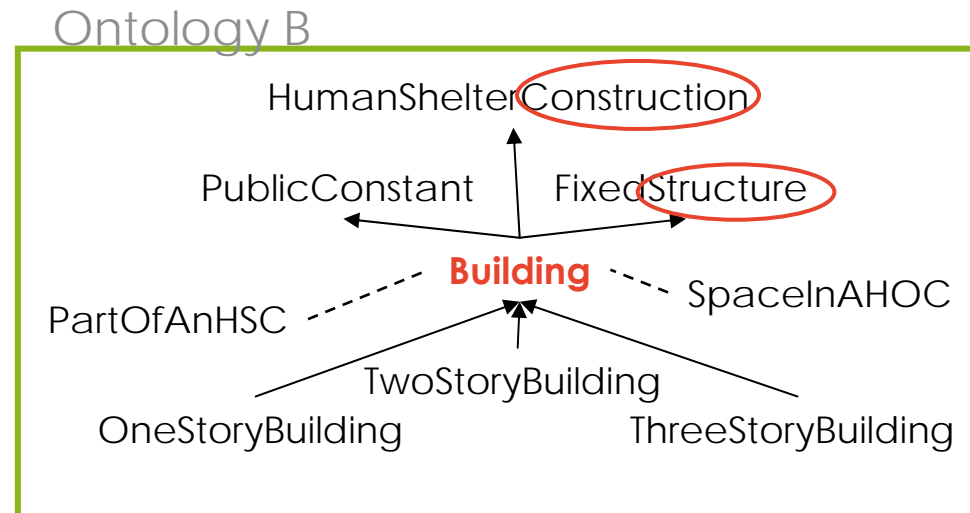 Ontology B
HumanShelterConstruction
PublicConstant FixedStructure
Building
SpaceInAHOC
PartOfAnHSC
TwoStoryBuilding
OneStoryBuilding ThreeStoryBuilding